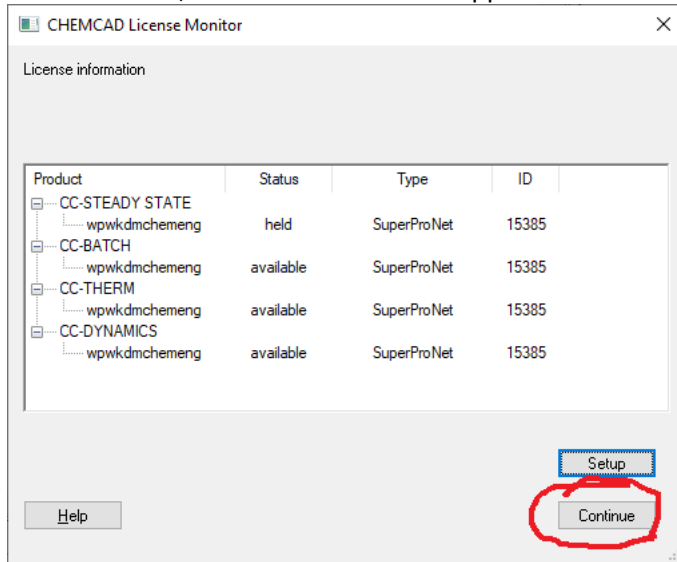 CHEMCAD License Monitor
License information
Product Status Type ID
CC-STEADY STATE
wpwkdmchemeng held SuperProNet 15385
CC-BATCH
wpwkdmchemeng available SuperProNet 15385
CC-THERM
wpwkdmchemeng available SuperProNet 15385
CC-DYNAMICS
wpwkdmchemeng available SuperProNet 15385
Setup
Help Continue